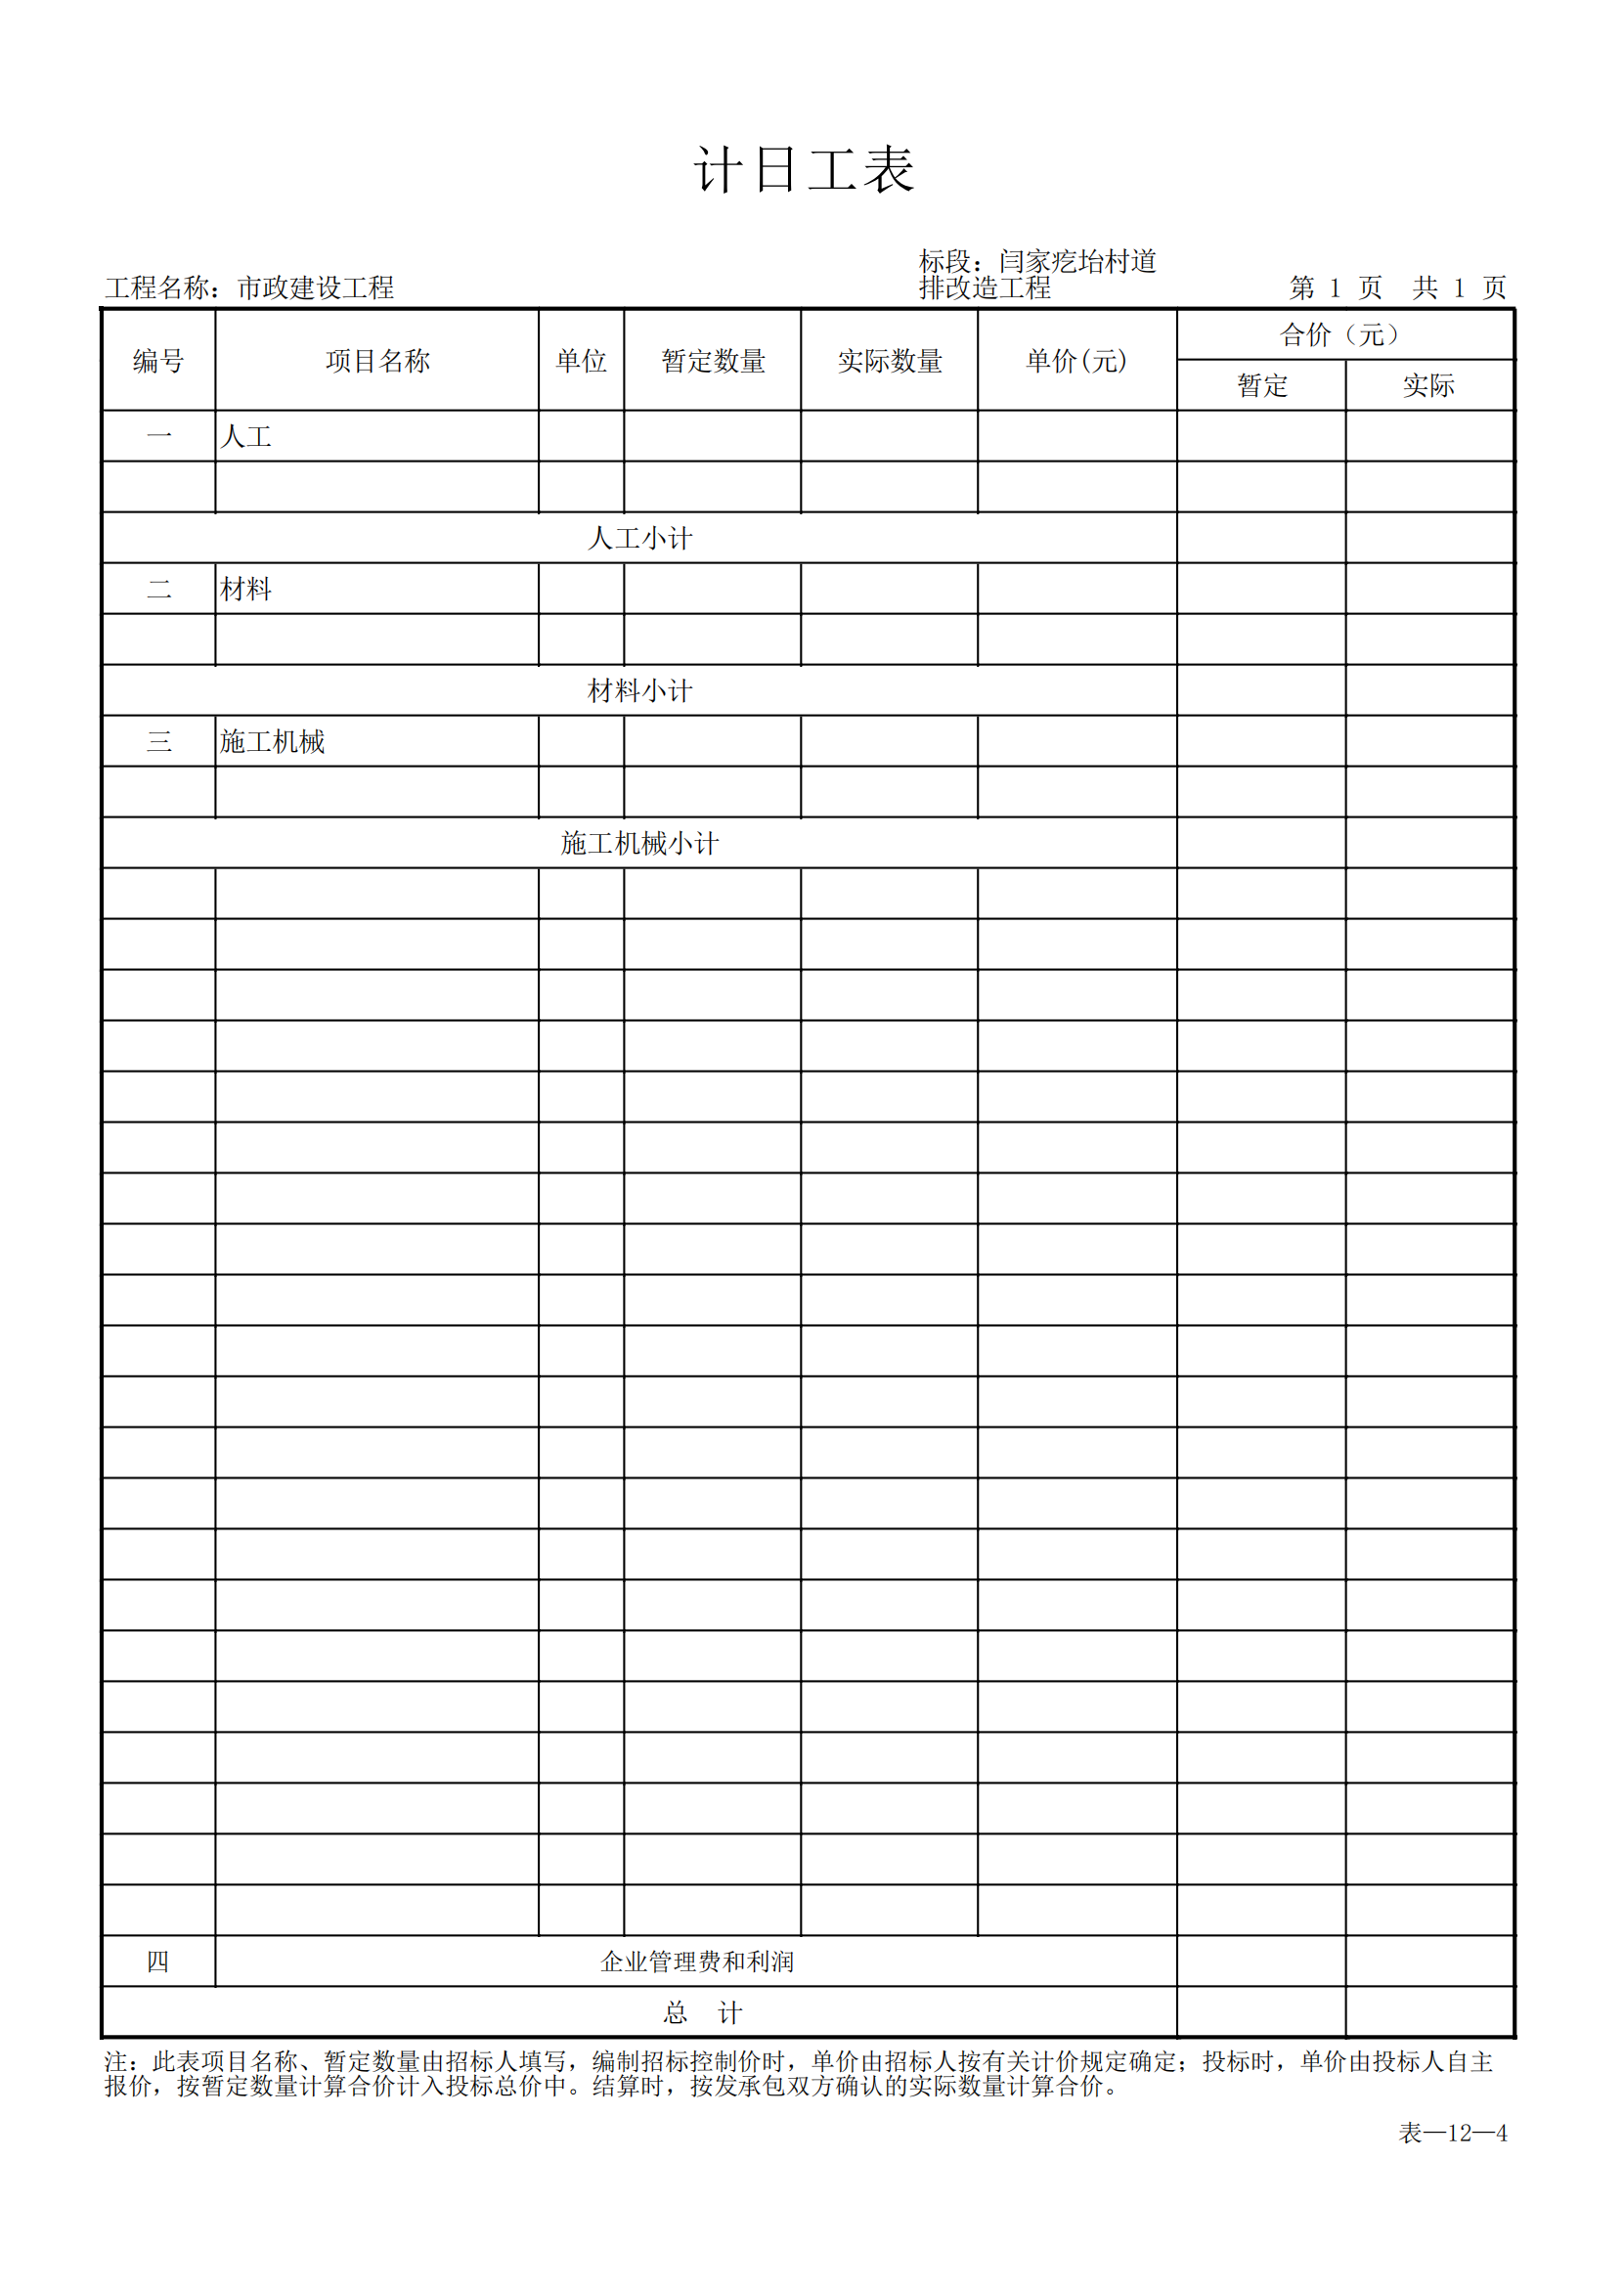 计日工表
标段：闫家疙坮村道
工程名称：市政建设工程 排改造工程 第 1 页 共 1 页
合价（元）
编号 项目名称 单位 暂定数量 实际数量 单价(元)
暂定 实际
一 人工
人工小计
二 材料
材料小计
三 施工机械
施工机械小计
四 企业管理费和利润
总 计
注：此表项目名称、暂定数量由招标人填写，编制招标控制价时，单价由招标人按有关计价规定确定；投标时，单价由投标人自主
报价，按暂定数量计算合价计入投标总价中。结算时，按发承包双方确认的实际数量计算合价。
表—12—4